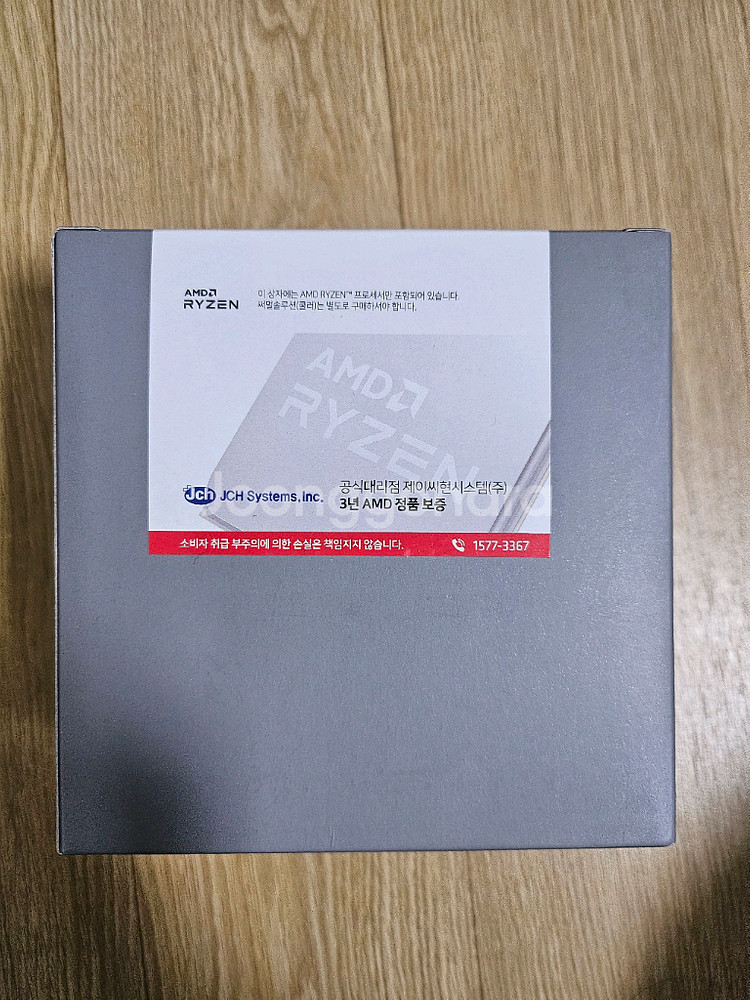 AMD
RYZEN
이 상자에는 AMD RYZEN™ 프로세서만 포함되어 있습니다.
써멀솔루션(쿨러)는 별도로 구매하셔야 합니다.
AMD
RYZEN
Joonggonara
Jch JCH Systems, Inc.
공식대리점 제이씨현시스템(주)
3년 AMD 정품 보증
소비자 취급 부주의에 의한 손실은 책임지지 않습니다.
1577-3367